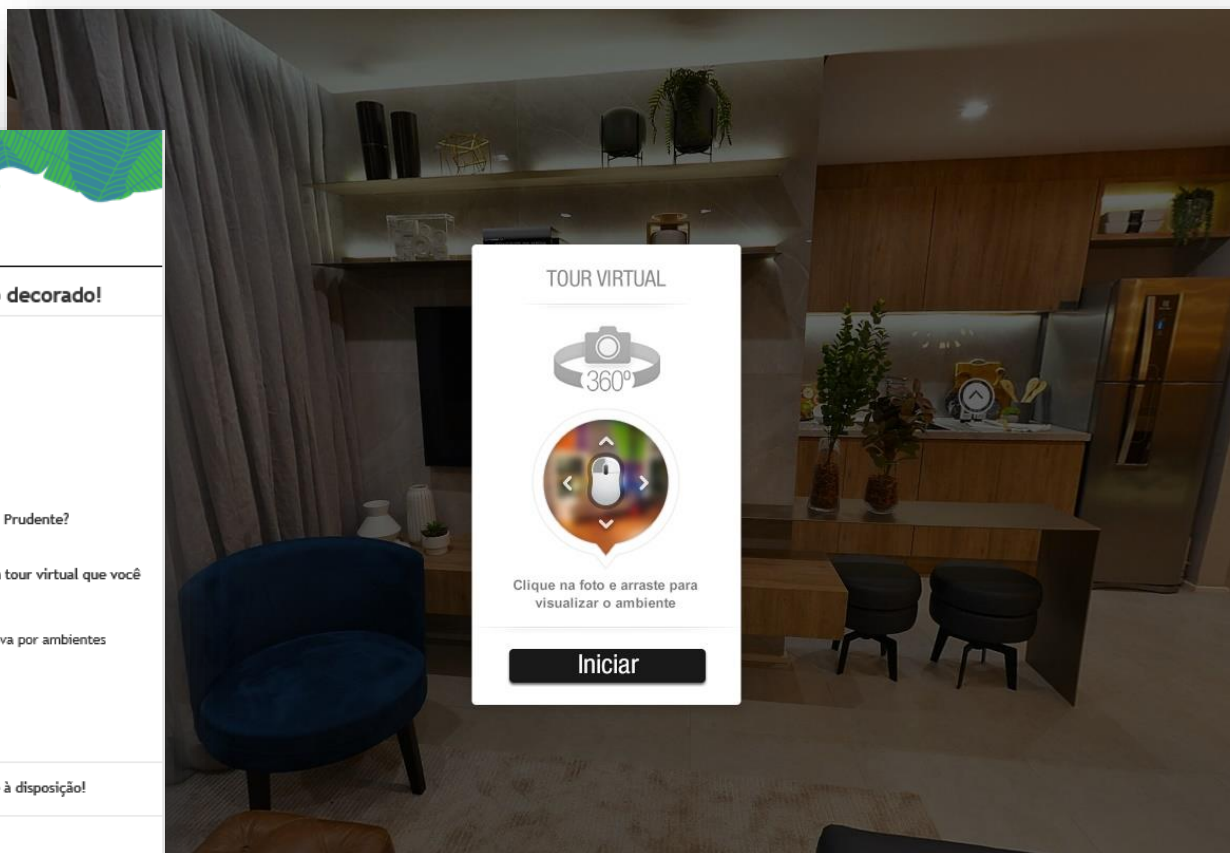 decorado!
Prudente?
tour virtual que você
va por ambientes
à disposição!
TOUR VIRTUAL
360º
Clique na foto e arraste para
visualizar o ambiente
Iniciar